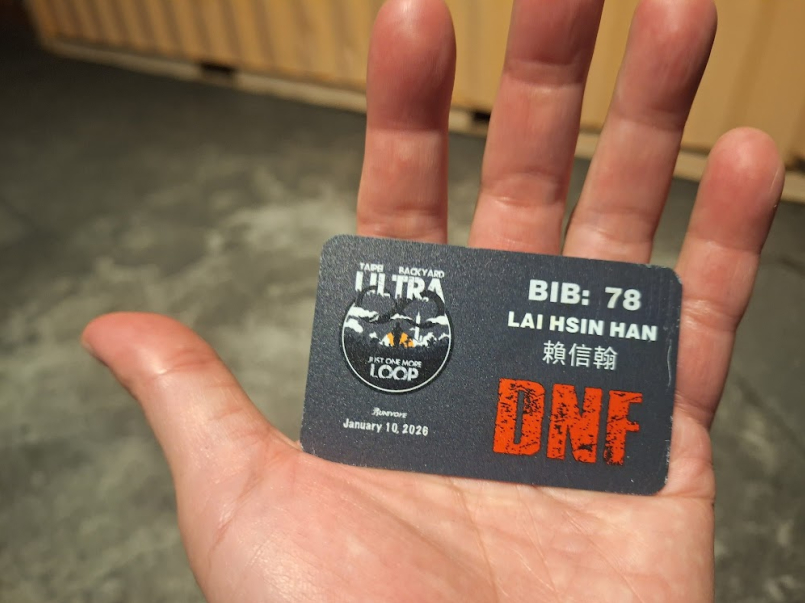 TAIPEI BACKYARD
ULTRA
JUST ONE MORE
LOOP
RUNIVORE
January 10, 2026
BIB: 78
LAI HSIN HAN
賴信翰
DNF